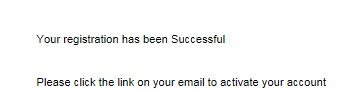 Your registration has been Successful
Please click the link on your email to activate your account